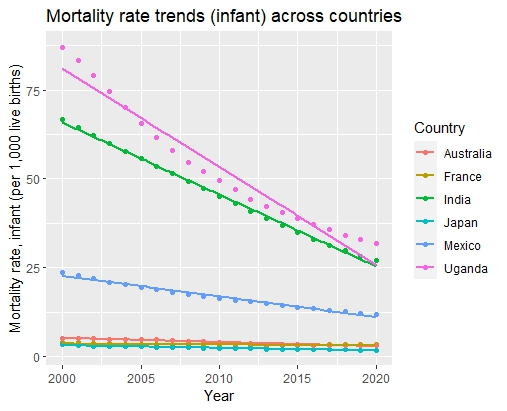 Mortality rate trends (infant) across countries
Mortality rate, infant (per 1,000 live births)
75
50
25
0
2000
2005
2010
2015
2020
Year
Country
Australia
France
India
Japan
Mexico
Uganda